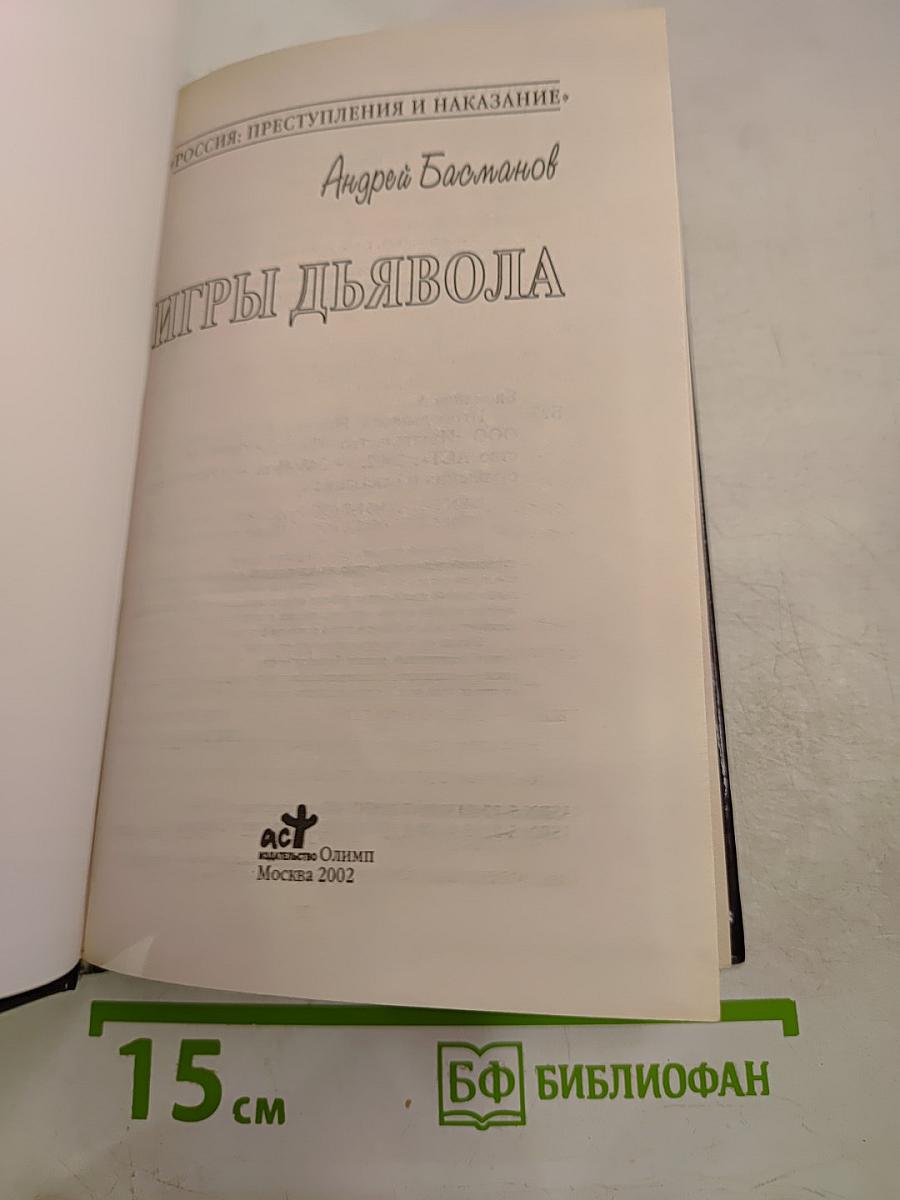 «РОССИЯ: ПРЕСТУПЛЕНИЯ И НАКАЗАНИЕ»
Андрей Басманов
ИГРЫ ДЬЯВОЛА
аст
ИЗДАТЕЛЬСТВО Олимп
Москва 2002
15 см
БФ БИБЛИОФАН